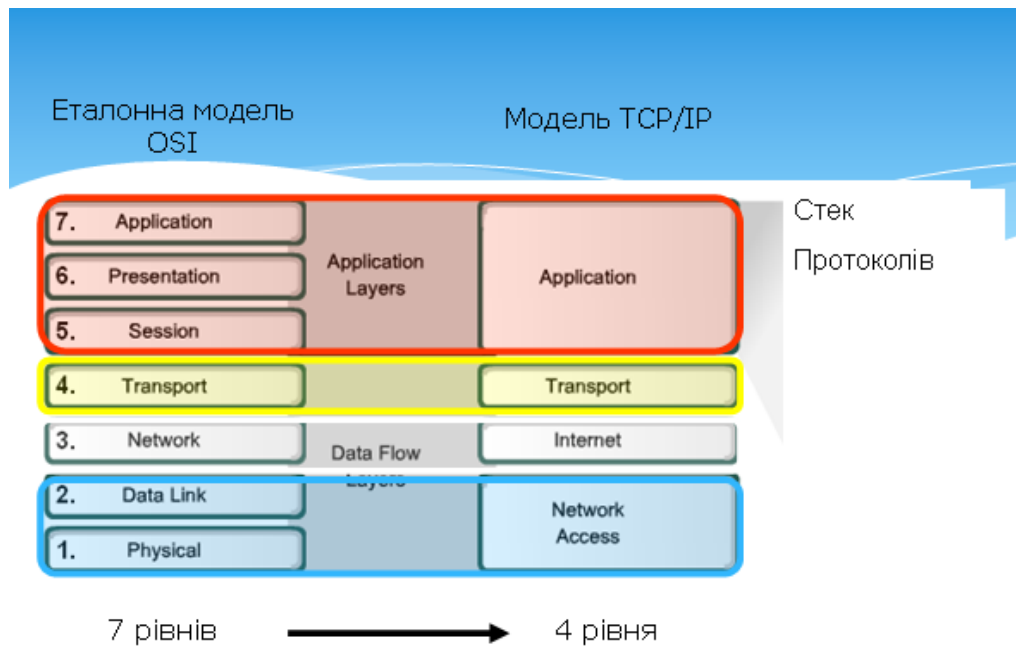 Еталонна модель
OSI
Модель TCP/IP
Стек
Протоколів
7. Application
6. Presentation
5. Session
Application
Layers
Application
4. Transport
Transport
3. Network
Data Flow
Layers
Internet
2. Data Link
1. Physical
Network
Access
7 рівнів
4 рівня